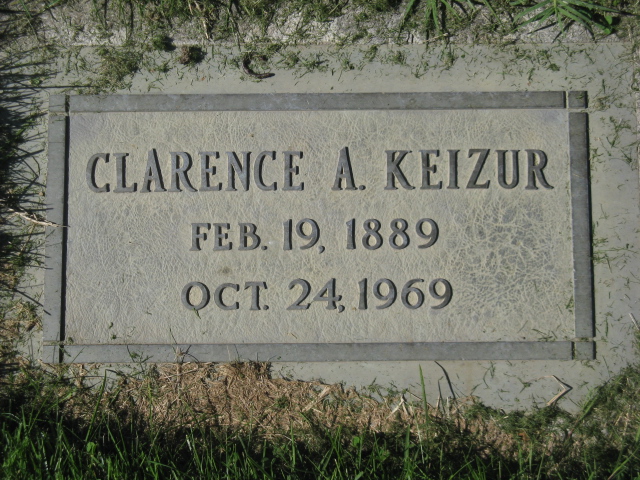 CLARENCE A. KEIZUR
FEB. 19, 1889
OCT. 24, 1969